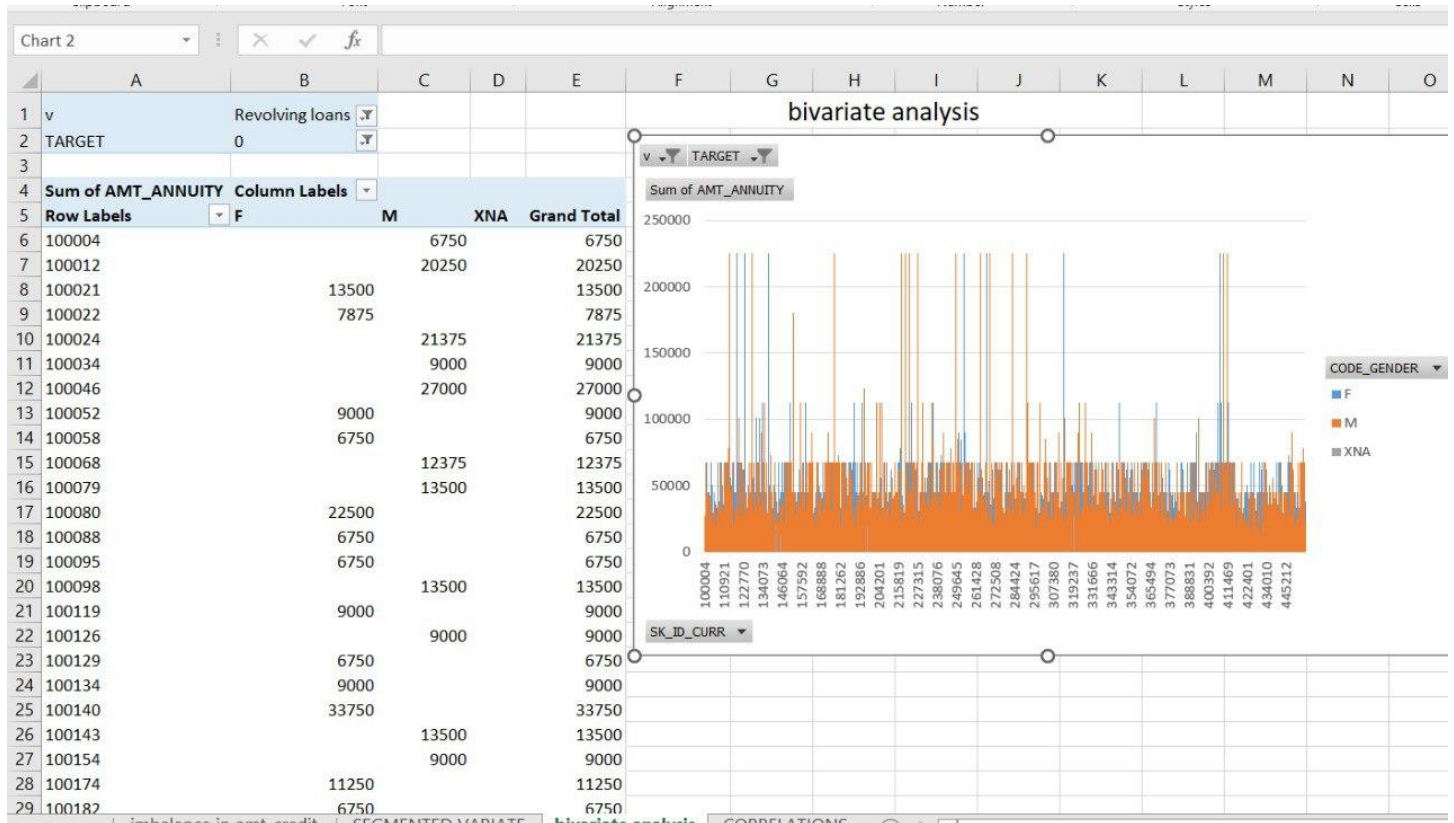 Chart 2
fx
A B C D E F G H I J K L M N O
1 v Revolving loans
2 TARGET 0
3
4 Sum of AMT_ANNUITY Column Labels
5 Row Labels F M XNA Grand Total
6 100004 6750 6750
7 100012 20250 20250
8 100021 13500 13500
9 100022 7875 7875
10 100024 21375 21375
11 100034 9000 9000
12 100046 27000 27000
13 100052 9000 9000
14 100058 6750 6750
15 100068 12375 12375
16 100079 13500 13500
17 100080 22500 22500
18 100088 6750 6750
19 100095 6750 6750
20 100098 13500 13500
21 100119 9000 9000
22 100126 9000 9000
23 100129 6750 6750
24 100134 9000 9000
25 100140 33750 33750
26 100143 13500 13500
27 100154 9000 9000
28 100174 11250 11250
29 100182 6750 6750
bivariate analysis
v TARGET
Sum of AMT_ANNUITY
250000
200000
150000
100000
50000
0
100004 110921 122770 134073 146064 157592 168888 181262 192886 204201 215819 227315 238076 249645 261428 272508 284424 295617 307380 319237 331666 343314 354072 365494 377073 388831 400392 411469 422401 434010 445212
CODE_GENDER
F
M
XNA
SK_ID_CURR
imbalance in amt_credit SEGMENTED VARIATE bivariate analysis CORRELATIONS